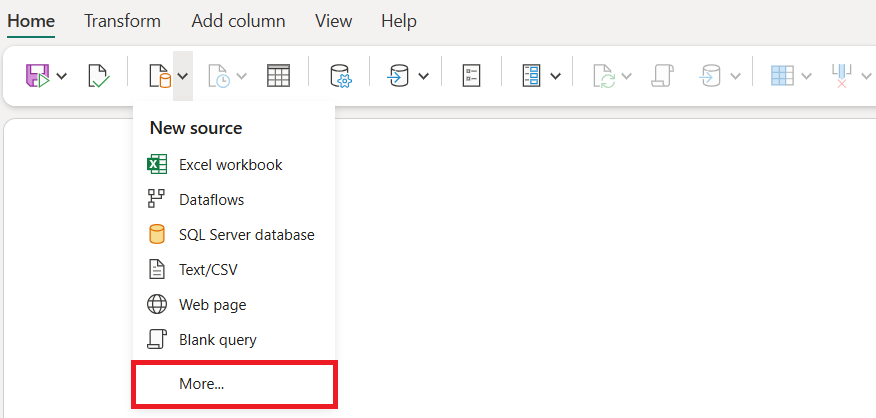 Home Transform Add column View Help
New source
Excel workbook
Dataflows
SQL Server database
Text/CSV
Web page
Blank query
More...